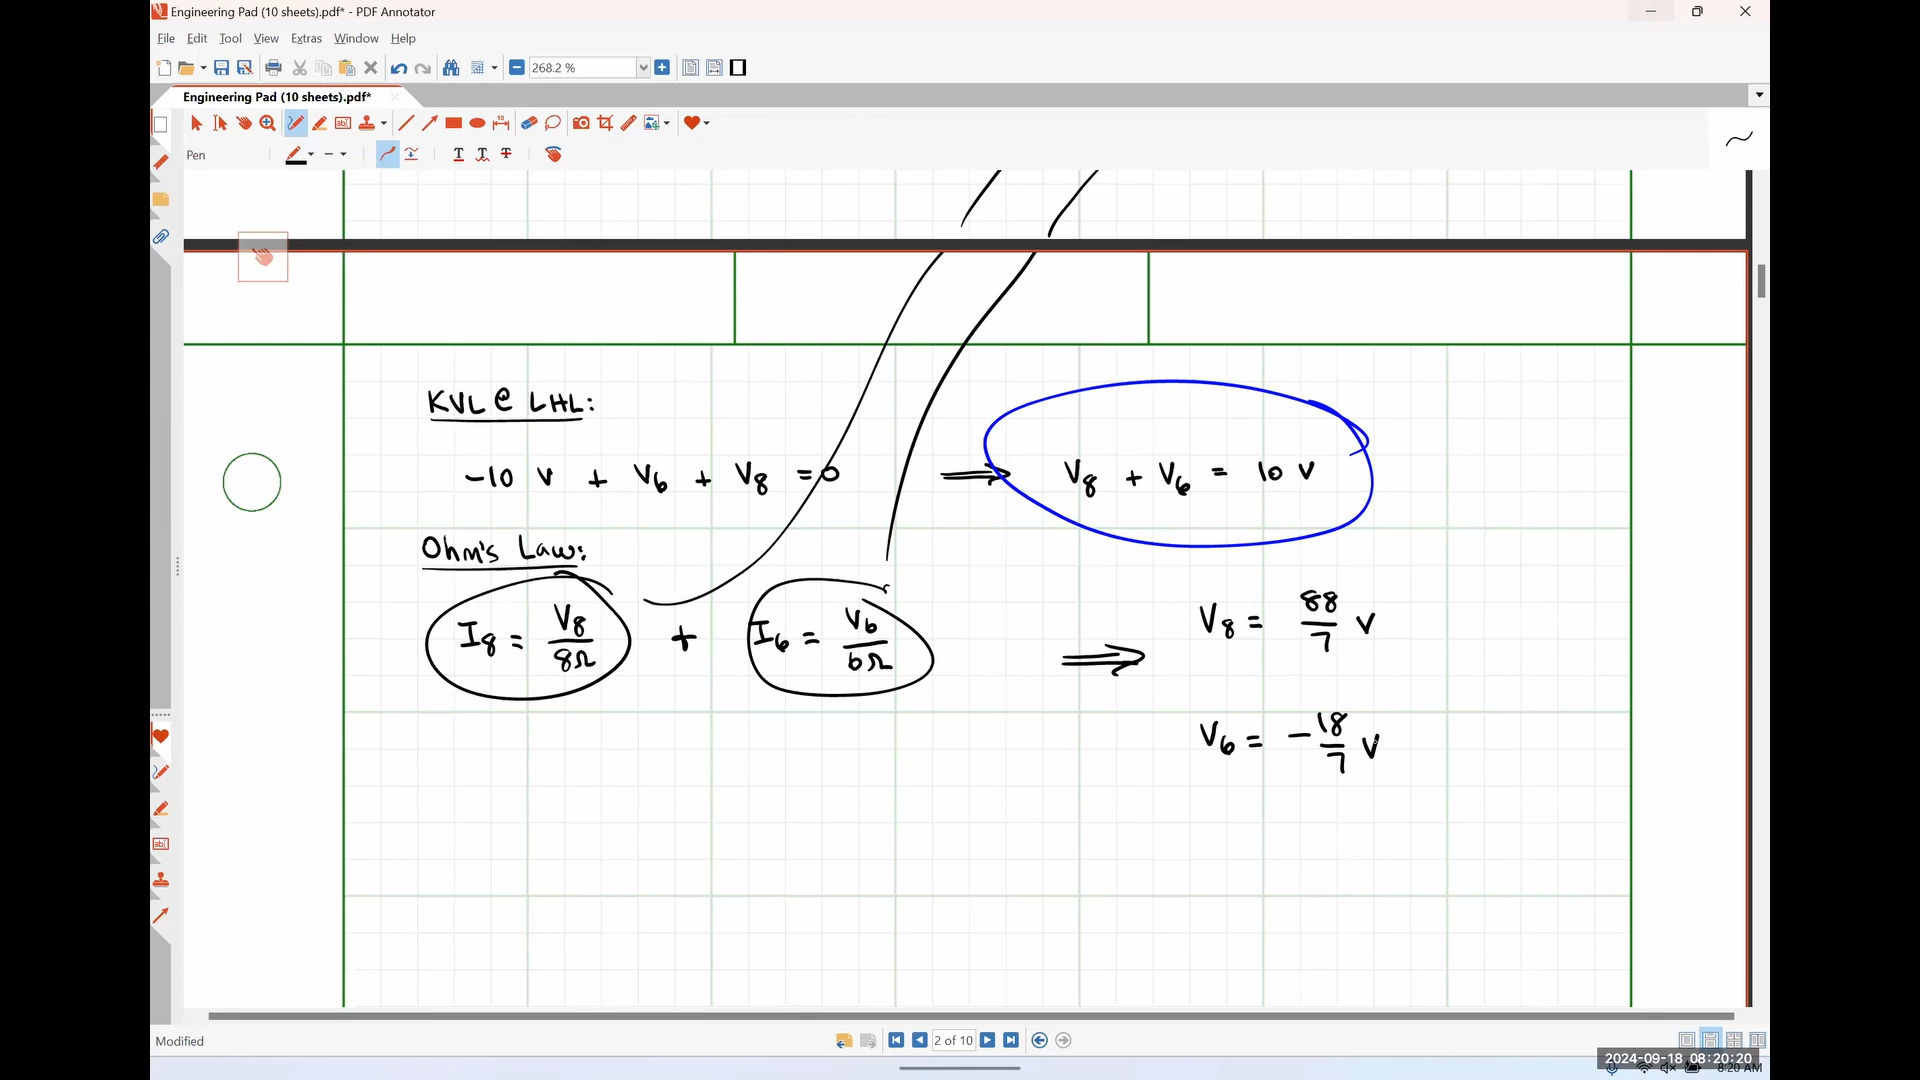 Engineering Pad (10 sheets).pdf* - PDF Annotator
File Edit Tool View Extras Window Help
268.2 %
Engineering Pad (10 sheets).pdf*
Pen
KVL @ LHL:
-10 V + V6 + V8 = 0 ⟹ V8 + V6 = 10 V
Ohm's Law:
I8 = V8/8Ω + I6 = V6/6Ω ⟹ V8 = 88/7 V
V6 = -18/7 V
Modified
2 of 10
2024-09-18 08:20:20
8:20 AM